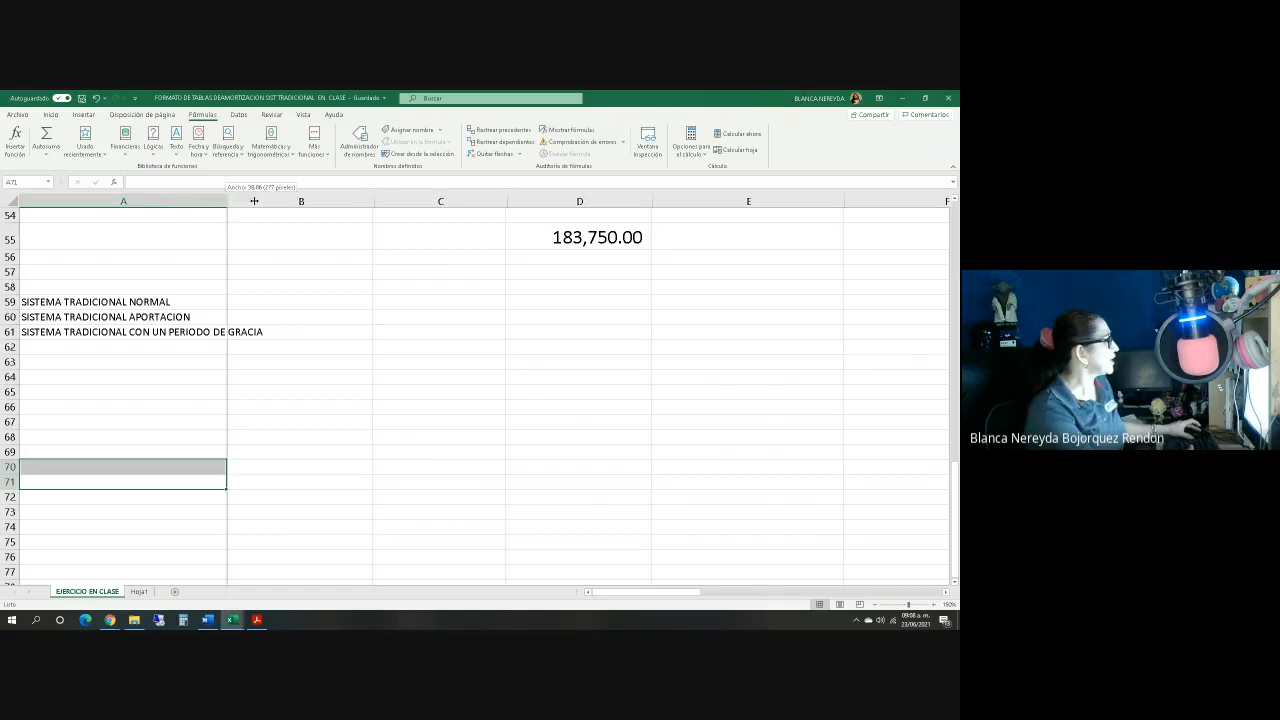 Autoguardado
FORMATO DE TABLAS DEAMORTIZACION SIST TRADICIONAL EN CLASE - Guardado
Buscar
BLANCA NEREYDA
Archivo Inicio Insertar Disposición de página Fórmulas Datos Revisar Vista Ayuda
Compartir Comentarios
Insertar función
Autosuma
Usado recientemente
Financieras
Lógicas
Texto
Fecha y hora
Búsqueda y referencia
Matemáticas y trigonométricas
Más funciones
Biblioteca de funciones
Administrador de nombres
Asignar nombre
Utilizar en la fórmula
Crear desde la selección
Nombres definidos
Rastrear precedentes
Rastrear dependientes
Quitar flechas
Mostrar fórmulas
Comprobación de errores
Evaluar fórmula
Auditoría de fórmulas
Ventana Inspección
Opciones para el cálculo
Calcular ahora
Calcular hoja
Cálculo
A71
fx
Ancho: 38.86 (277 píxeles)
A B C D E F
54
55 183,750.00
56
57
58
59 SISTEMA TRADICIONAL NORMAL
60 SISTEMA TRADICIONAL APORTACION
61 SISTEMA TRADICIONAL CON UN PERIODO DE GRACIA
62
63
64
65
66
67
68
69
70
71
72
73
74
75
76
77
EJERCICIO EN CLASE Hoja1
Listo
150%
09:08 a. m.
23/06/2021
Blanca Nereyda Bojorquez Rendon